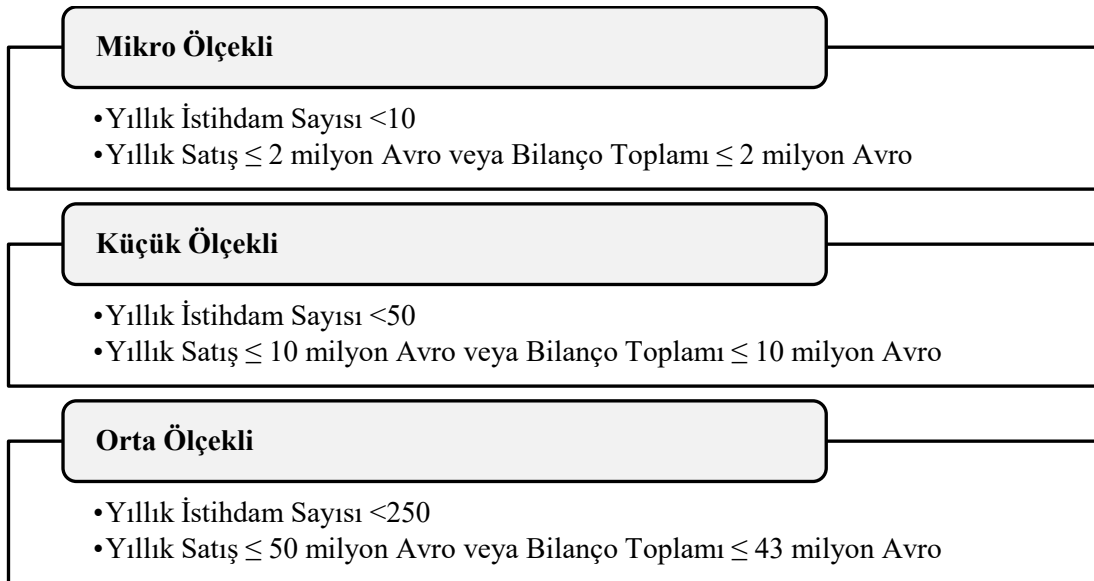 Mikro Ölçekli
•Yıllık İstihdam Sayısı <10
•Yıllık Satış ≤ 2 milyon Avro veya Bilanço Toplamı ≤ 2 milyon Avro
Küçük Ölçekli
•Yıllık İstihdam Sayısı <50
•Yıllık Satış ≤ 10 milyon Avro veya Bilanço Toplamı ≤ 10 milyon Avro
Orta Ölçekli
•Yıllık İstihdam Sayısı <250
•Yıllık Satış ≤ 50 milyon Avro veya Bilanço Toplamı ≤ 43 milyon Avro